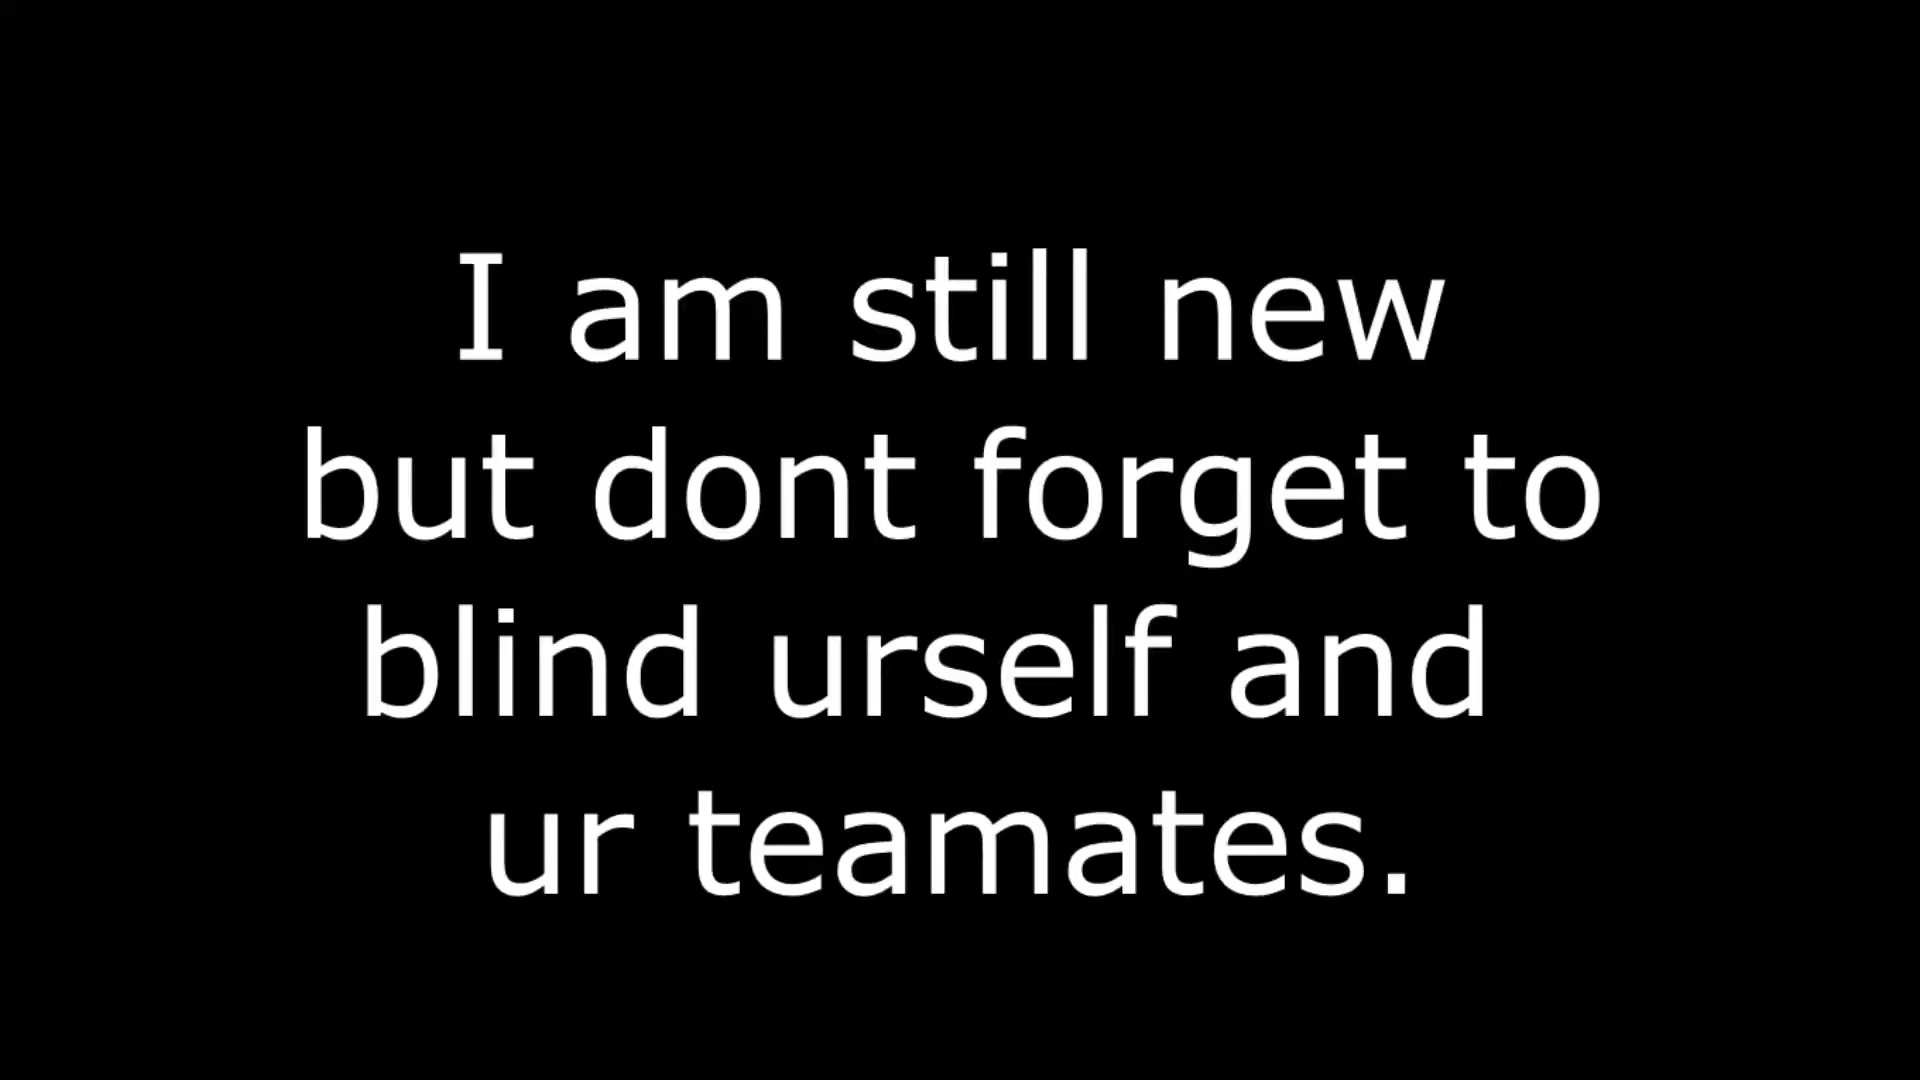 I am still new
but dont forget to
blind urself and
ur teamates.